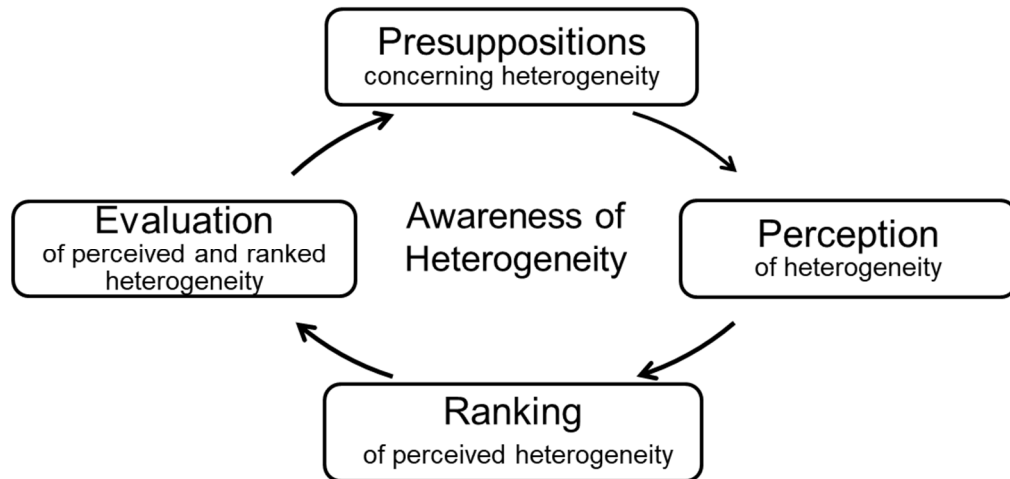 Presuppositions
concerning heterogeneity
Evaluation
of perceived and ranked
heterogeneity
Awareness of
Heterogeneity
Perception
of heterogeneity
Ranking
of perceived heterogeneity